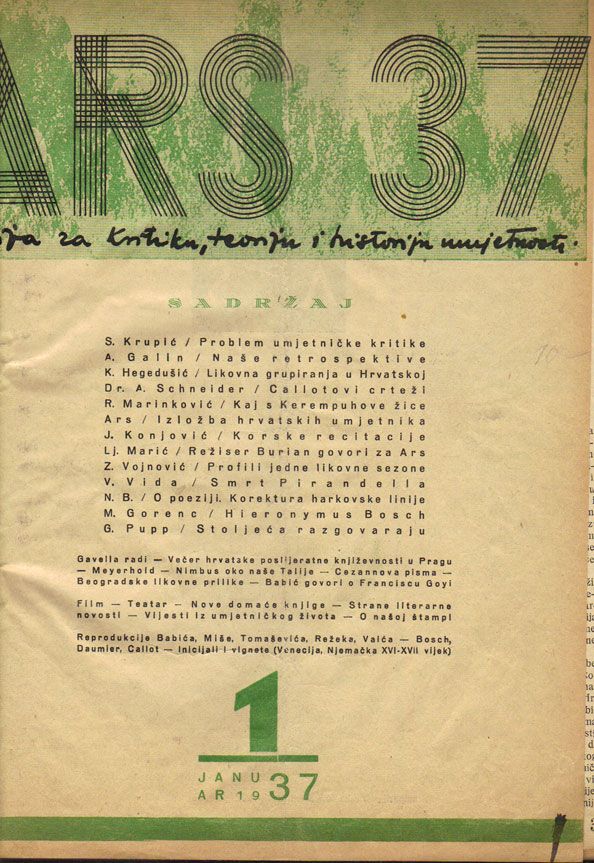 ARS 37
ija za kritiku, teoriju i historiju umjetnosti.
SADRŽAJ
S. Krupić / Problem umjetničke kritike
A. Galin / Naše retrospektive
K. Hegedušić / Likovna grupiranja u Hrvatskoj
Dr. A. Schneider / Callotovi crteži
R. Marinković / Kaj s Kerempuhove žice
Ars / Izložba hrvatskih umjetnika
J. Konjović / Korske recitacije
Lj. Marić / Režiser Burian govori za Ars
Z. Vojnović / Profili jedne likovne sezone
V. Vida / Smrt Pirandella
N. B. / O poeziji. Korektura harkovske linije
M. Gorenc / Hieronymus Bosch
G. Pupp / Stoljeća razgovaraju
Gavella radi — Večer hrvatske poslijeratne književnosti u Pragu
— Meyerhold — Nimbus oko naše Talije — Cezannova pisma —
Beogradske likovne prilike — Babić govori o Franciscu Goyi
Film — Teatar — Nove domaće knjige — Strane literarne
novosti — Vijesti iz umjetničkog života — O našoj štampi
Reprodukcije Babića, Miše, Tomaševića, Režeka, Valća — Bosch,
Daumier, Callot — Inicijali i vignete (Venecija, Njemačka XVI-XVII vijek)
1
JANU
AR 1937
10-